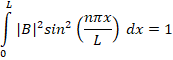 ∫₀ᴸ |B|² sin² (nπx / L) dx = 1